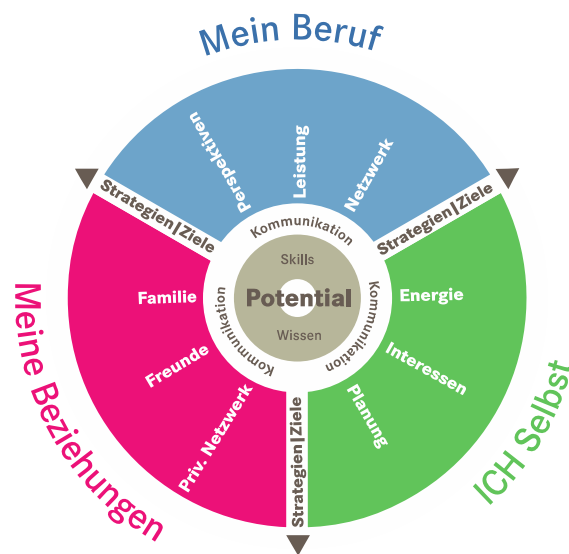 Mein Beruf
Perspektiven
Leistung
Netzwerk
Strategien|Ziele
Strategien|Ziele
Kommunikation
Skills
Potential
Wissen
Kommunikation
Kommunikation
Familie
Freunde
Priv. Netzwerk
Meine Beziehungen
Energie
Interessen
Planung
ICH Selbst
Strategien|Ziele